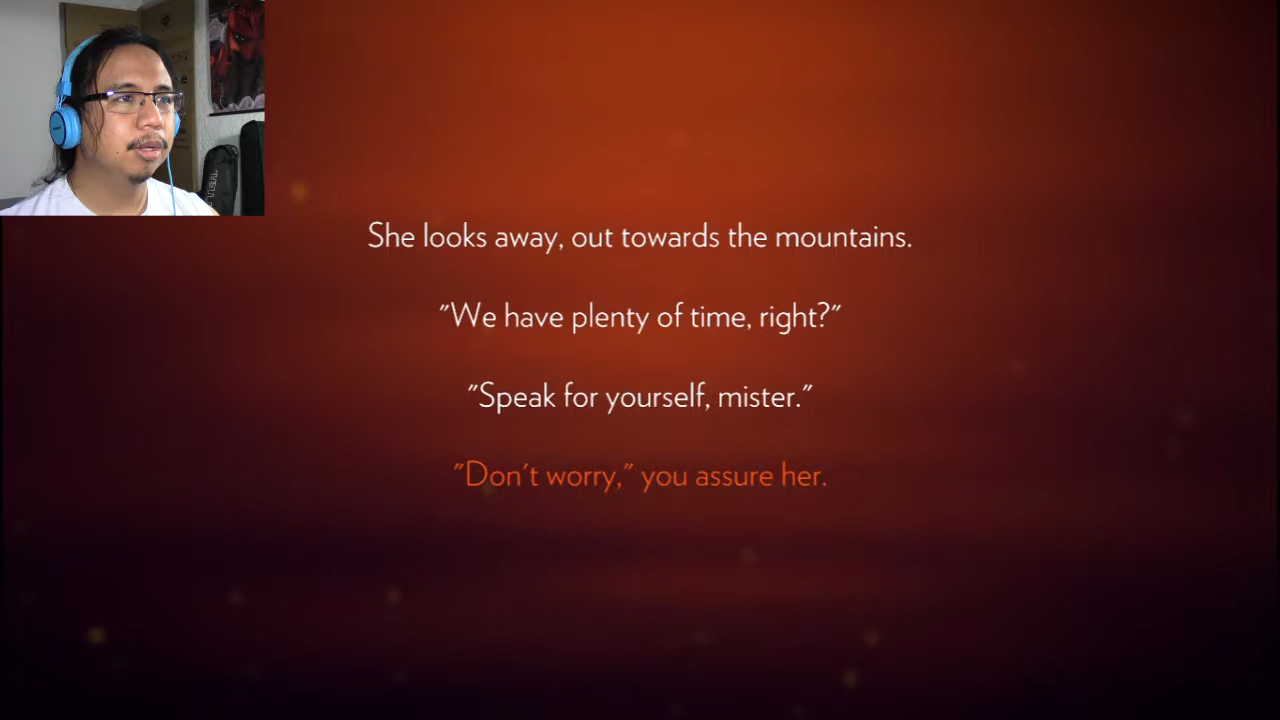 She looks away, out towards the mountains.
"We have plenty of time, right?"
"Speak for yourself, mister."
"Don't worry," you assure her.